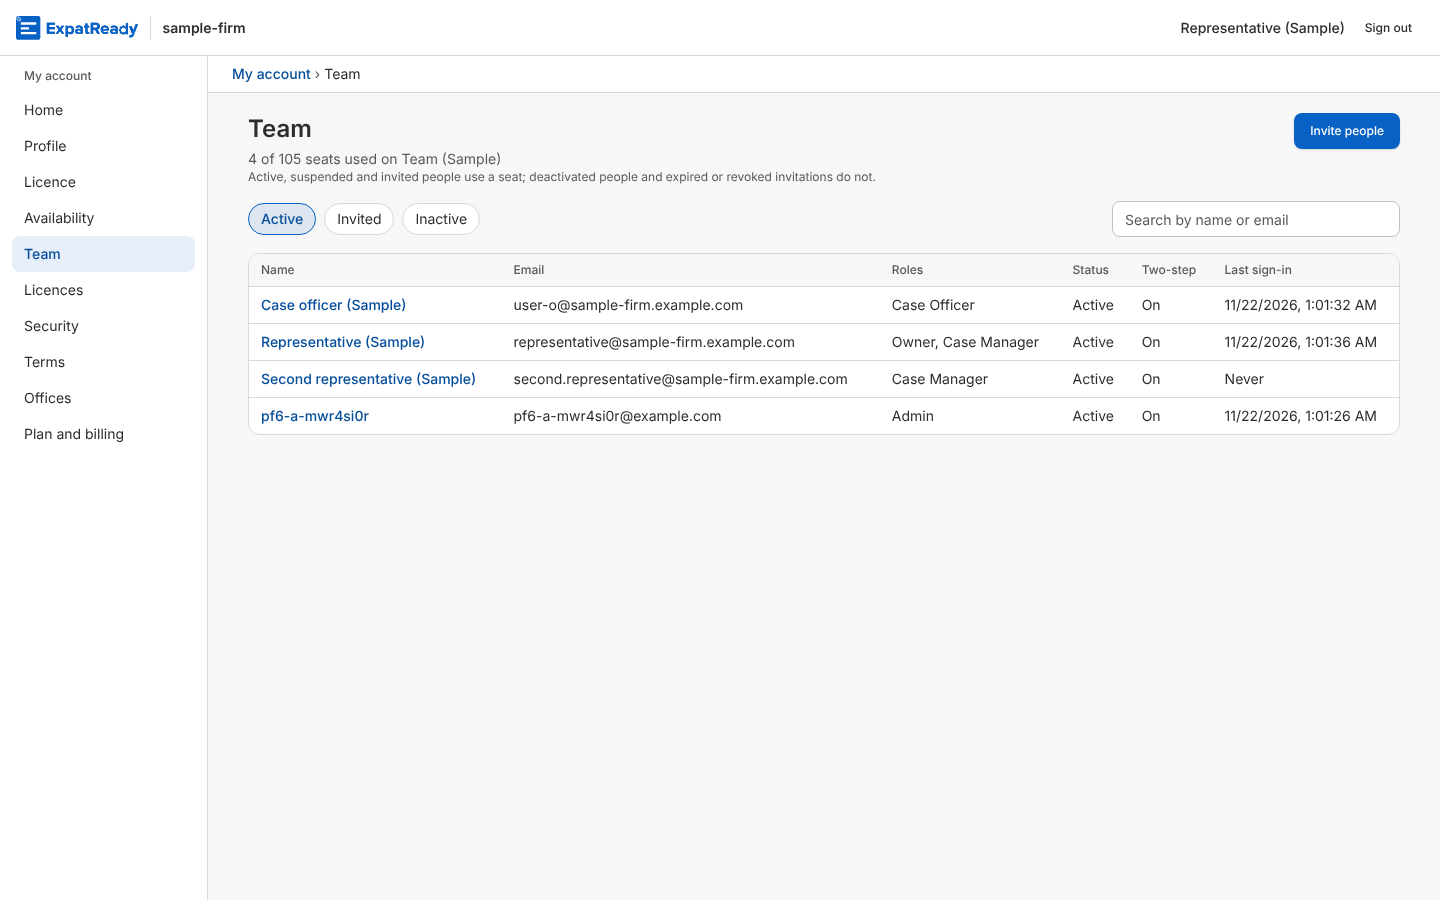 ExpatReady
sample-firm
Representative (Sample)
Sign out
My account
Home
Profile
Licence
Availability
Team
Licences
Security
Terms
Offices
Plan and billing
My account › Team
Team
Invite people
4 of 105 seats used on Team (Sample)
Active, suspended and invited people use a seat; deactivated people and expired or revoked invitations do not.
Active
Invited
Inactive
Search by name or email
Name Email Roles Status Two-step Last sign-in
Case officer (Sample) user-o@sample-firm.example.com Case Officer Active On 11/22/2026, 1:01:32 AM
Representative (Sample) representative@sample-firm.example.com Owner, Case Manager Active On 11/22/2026, 1:01:36 AM
Second representative (Sample) second.representative@sample-firm.example.com Case Manager Active On Never
pf6-a-mwr4si0r pf6-a-mwr4si0r@example.com Admin Active On 11/22/2026, 1:01:26 AM